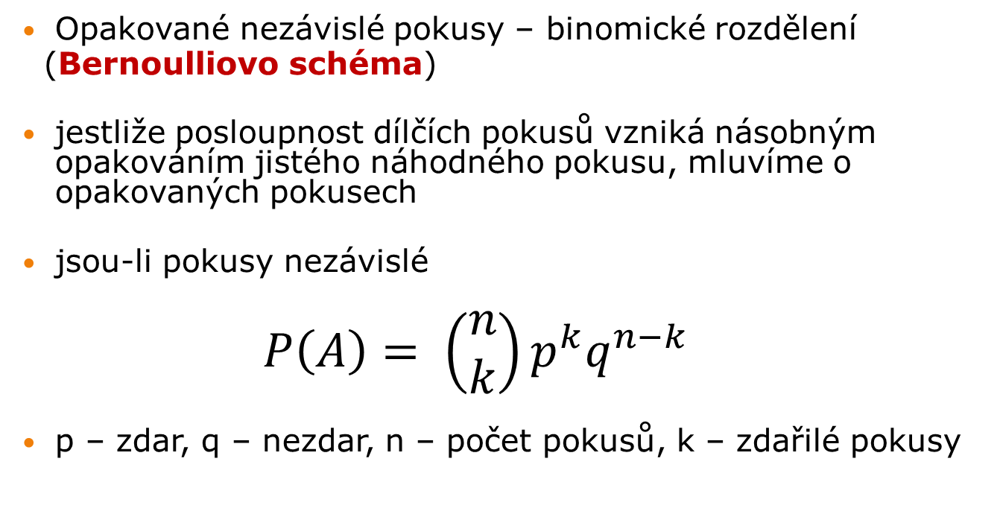 • Opakované nezávislé pokusy – binomické rozdělení
(Bernoulliovo schéma)
• jestliže posloupnost dílčích pokusů vzniká násobným
opakováním jistého náhodného pokusu, mluvíme o
opakovaných pokusech
• jsou-li pokusy nezávislé
$P(A) = \binom{n}{k} p^k q^{n-k}$
• p – zdar, q – nezdar, n – počet pokusů, k – zdařilé pokusy